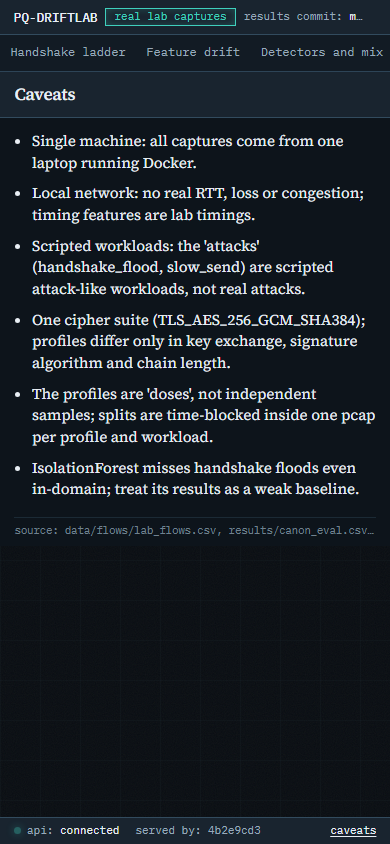 PQ-DRIFTLAB real lab captures results commit: m…
Handshake ladder Feature drift Detectors and mix
Caveats
• Single machine: all captures come from one
laptop running Docker.
• Local network: no real RTT, loss or congestion;
timing features are lab timings.
• Scripted workloads: the 'attacks'
(handshake_flood, slow_send) are scripted
attack-like workloads, not real attacks.
• One cipher suite (TLS_AES_256_GCM_SHA384);
profiles differ only in key exchange, signature
algorithm and chain length.
• The profiles are 'doses', not independent
samples; splits are time-blocked inside one pcap
per profile and workload.
• IsolationForest misses handshake floods even
in-domain; treat its results as a weak baseline.
source: data/flows/lab_flows.csv, results/canon_eval.csv…
api: connected served by: 4b2e9cd3 caveats